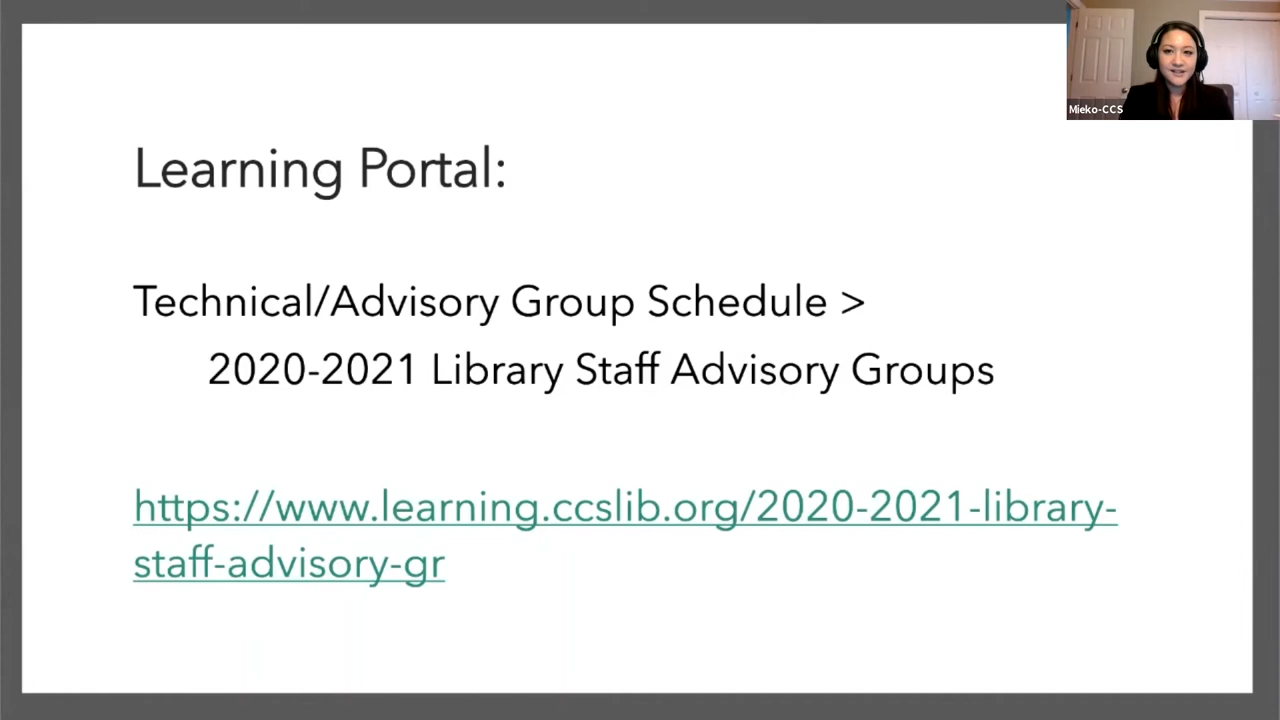 Mieko-CCS
Learning Portal:
Technical/Advisory Group Schedule >
2020-2021 Library Staff Advisory Groups
https://www.learning.ccslib.org/2020-2021-library-
staff-advisory-gr